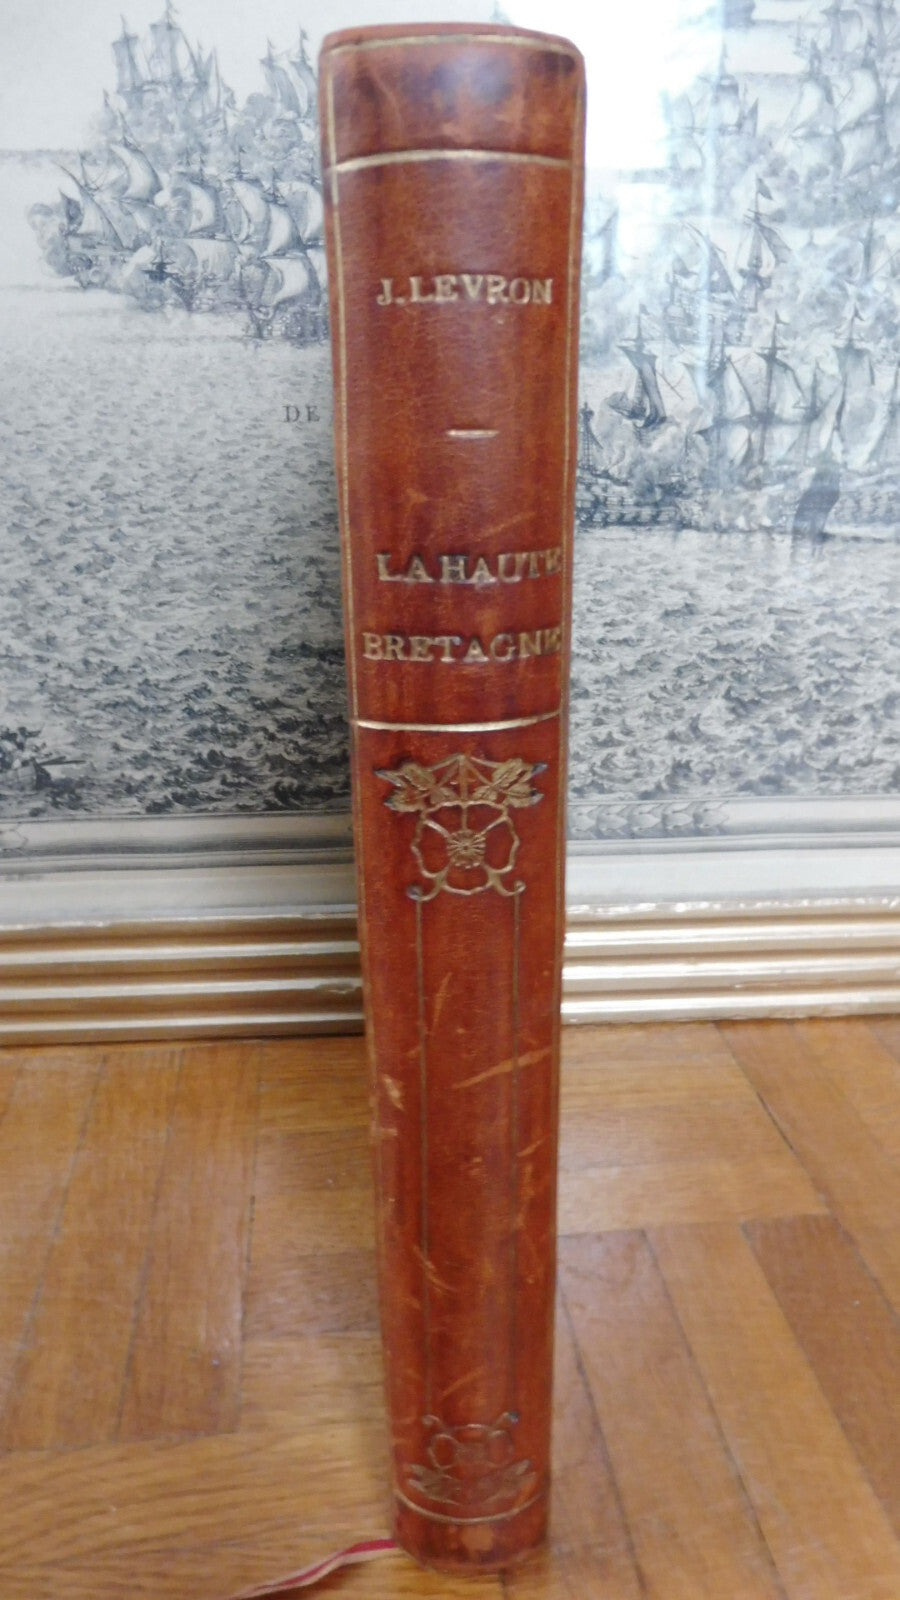 J. LEVRON
LA HAUTE
BRETAGNE
DE